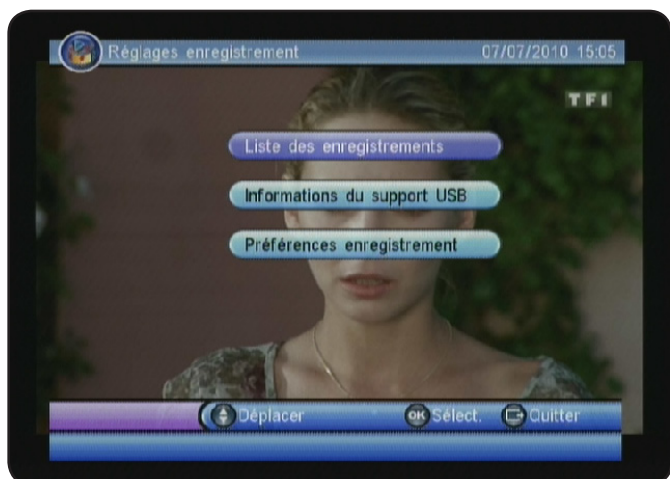 Réglages enregistrement 07/07/2010 15:05
TF1
Liste des enregistrements
Informations du support USB
Préférences enregistrement
Déplacer OK Sélect. Quitter